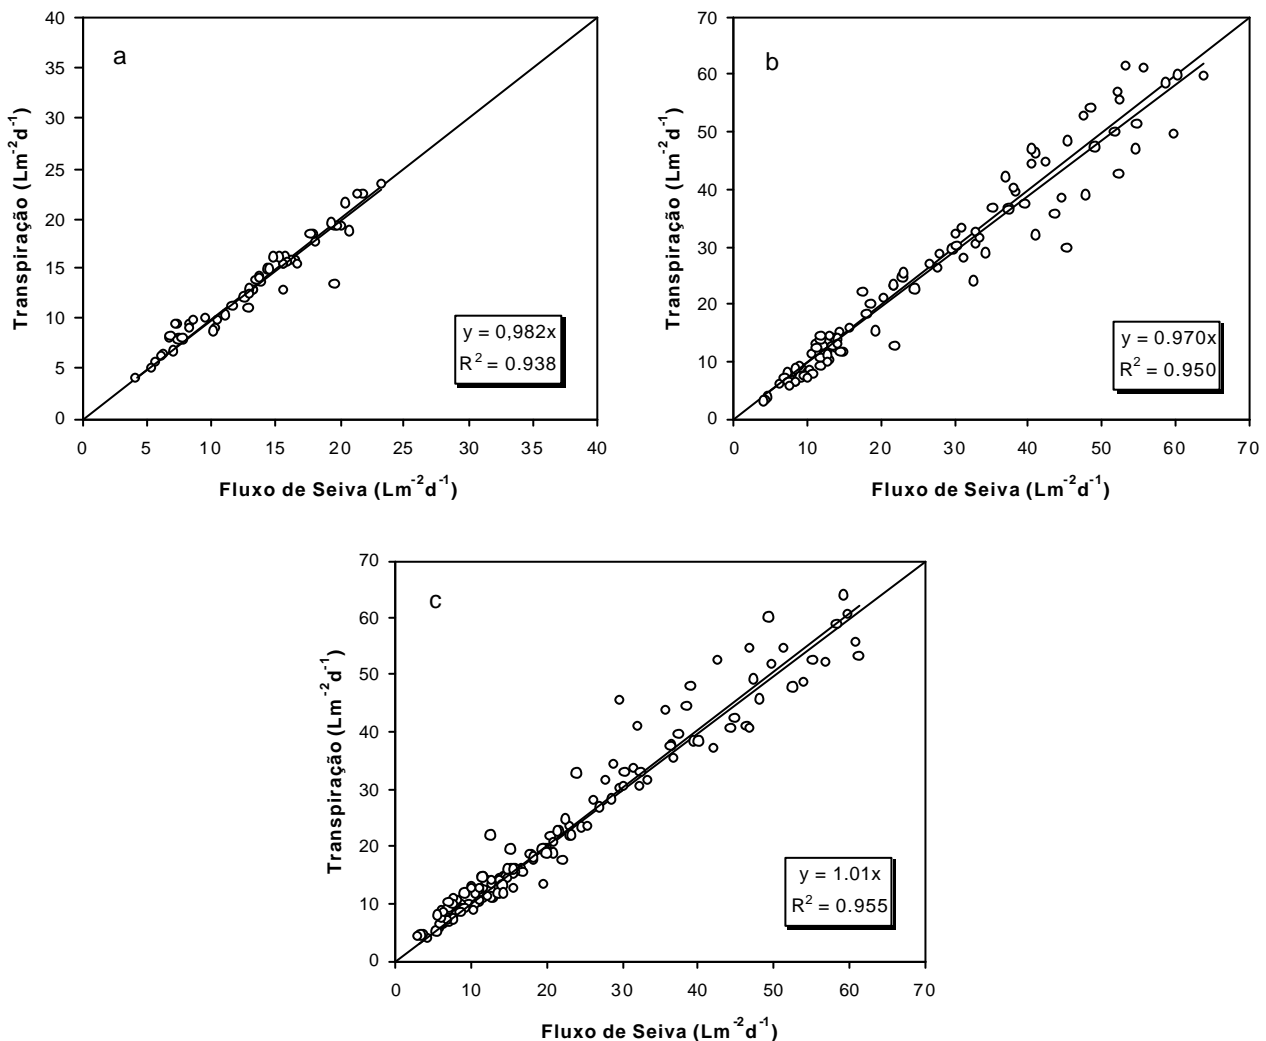 a
Transpiração (Lm⁻²d⁻¹)
40
35
30
25
20
15
10
5
0
y = 0,982x
R² = 0.938
0 5 10 15 20 25 30 35 40
Fluxo de Seiva (Lm⁻²d⁻¹)
b
Transpiração (Lm⁻²d⁻¹)
70
60
50
40
30
20
10
0
y = 0.970x
R² = 0.950
0 10 20 30 40 50 60 70
Fluxo de Seiva (Lm⁻²d⁻¹)
c
Transpiração (Lm⁻²d⁻¹)
70
60
50
40
30
20
10
0
y = 1.01x
R² = 0.955
0 10 20 30 40 50 60 70
Fluxo de Seiva (Lm⁻²d⁻¹)